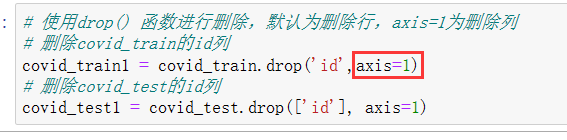 :
# 使用drop() 函数进行删除，默认为删除行，axis=1为删除列
# 删除covid_train的id列
covid_train1 = covid_train.drop('id',axis=1)
# 删除covid_test的id列
covid_test1 = covid_test.drop(['id'], axis=1)